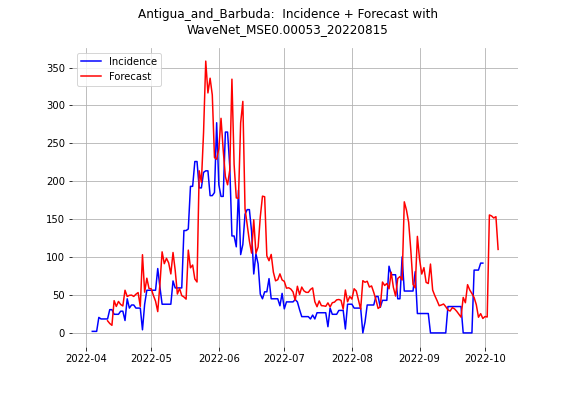 Antigua_and_Barbuda:  Incidence + Forecast with
WaveNet_MSE0.00053_20220815
Incidence
Forecast
350
300
250
200
150
100
50
0
2022-04 2022-05 2022-06 2022-07 2022-08 2022-09 2022-10